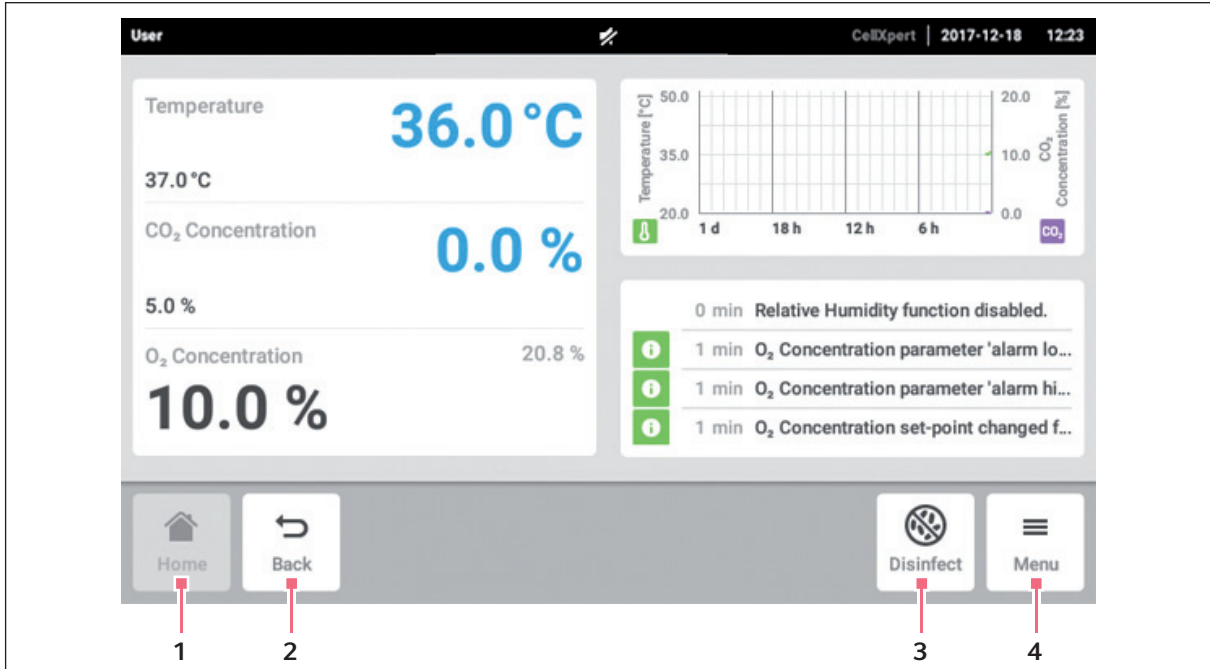 User
CellXpert | 2017-12-18 12:23
Temperature
36.0 °C
37.0 °C
CO₂ Concentration
0.0 %
5.0 %
O₂ Concentration
20.8 %
10.0 %
Temperature [°C]
50.0
35.0
20.0
20.0
10.0
0.0
CO₂
Concentration [%]
1 d 18 h 12 h 6 h
CO₂
0 min Relative Humidity function disabled.
1 min O₂ Concentration parameter 'alarm lo...
1 min O₂ Concentration parameter 'alarm hi...
1 min O₂ Concentration set-point changed f...
Home
Back
Disinfect
Menu
1 2 3 4